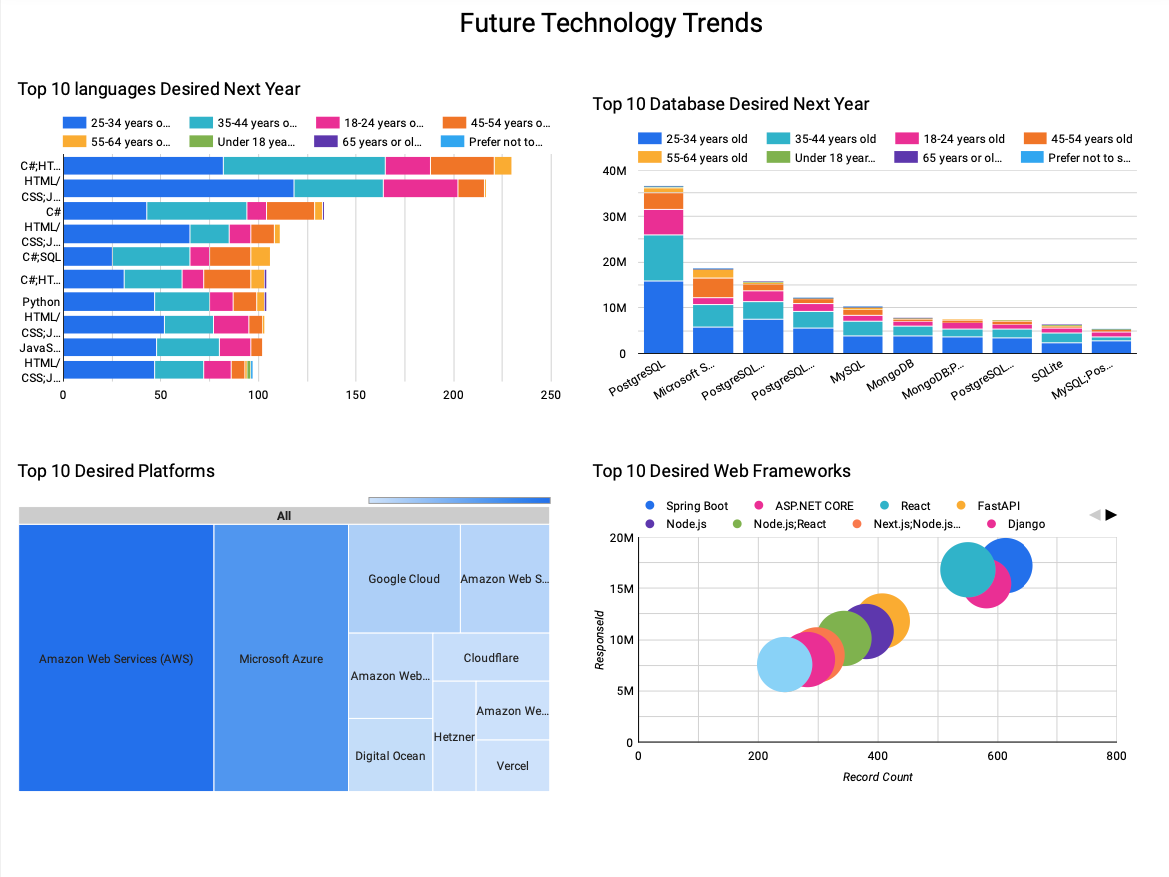 Future Technology Trends
Top 10 languages Desired Next Year
25-34 years o... 35-44 years o... 18-24 years o... 45-54 years o...
55-64 years o... Under 18 yea... 65 years or ol... Prefer not to...
C#;HT...
HTML/
CSS;J...
C#
HTML/
CSS;J...
C#;SQL
C#;HT...
Python
HTML/
CSS;J...
JavaS...
HTML/
CSS;J...
0 50 100 150 200 250
Top 10 Database Desired Next Year
25-34 years old 35-44 years old 18-24 years old 45-54 years old
55-64 years old Under 18 year... 65 years or ol... Prefer not to s...
40M
30M
20M
10M
0
PostgreSQL
Microsoft S...
PostgreSQL...
PostgreSQL...
MySQL
MongoDB
MongoDB;P...
PostgreSQL...
SQLite
MySQL;Pos...
Top 10 Desired Platforms
All
Amazon Web Services (AWS)
Microsoft Azure
Google Cloud
Amazon Web S...
Amazon Web...
Cloudflare
Digital Ocean
Hetzner
Amazon We...
Vercel
Top 10 Desired Web Frameworks
Spring Boot ASP.NET CORE React FastAPI
Node.js Node.js;React Next.js;Node.js... Django
20M
15M
10M
5M
0
ResponseId
0 200 400 600 800
Record Count